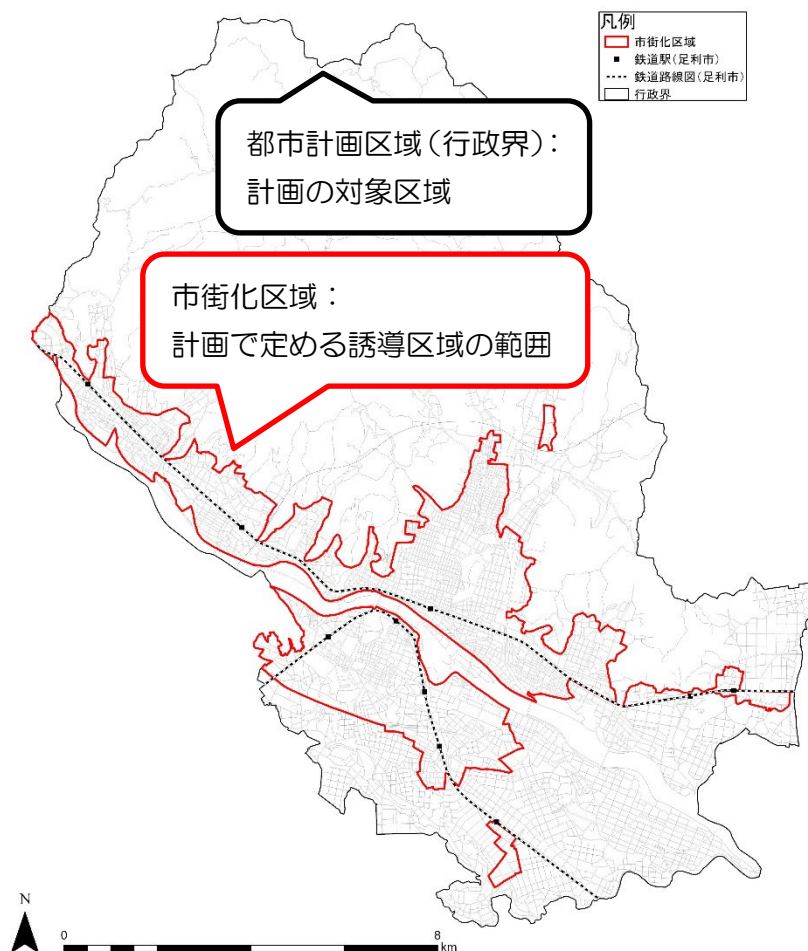 凡例
市街化区域
鉄道駅(足利市)
鉄道路線図(足利市)
行政界
都市計画区域(行政界):
計画の対象区域
市街化区域:
計画で定める誘導区域の範囲
N
0
8
km